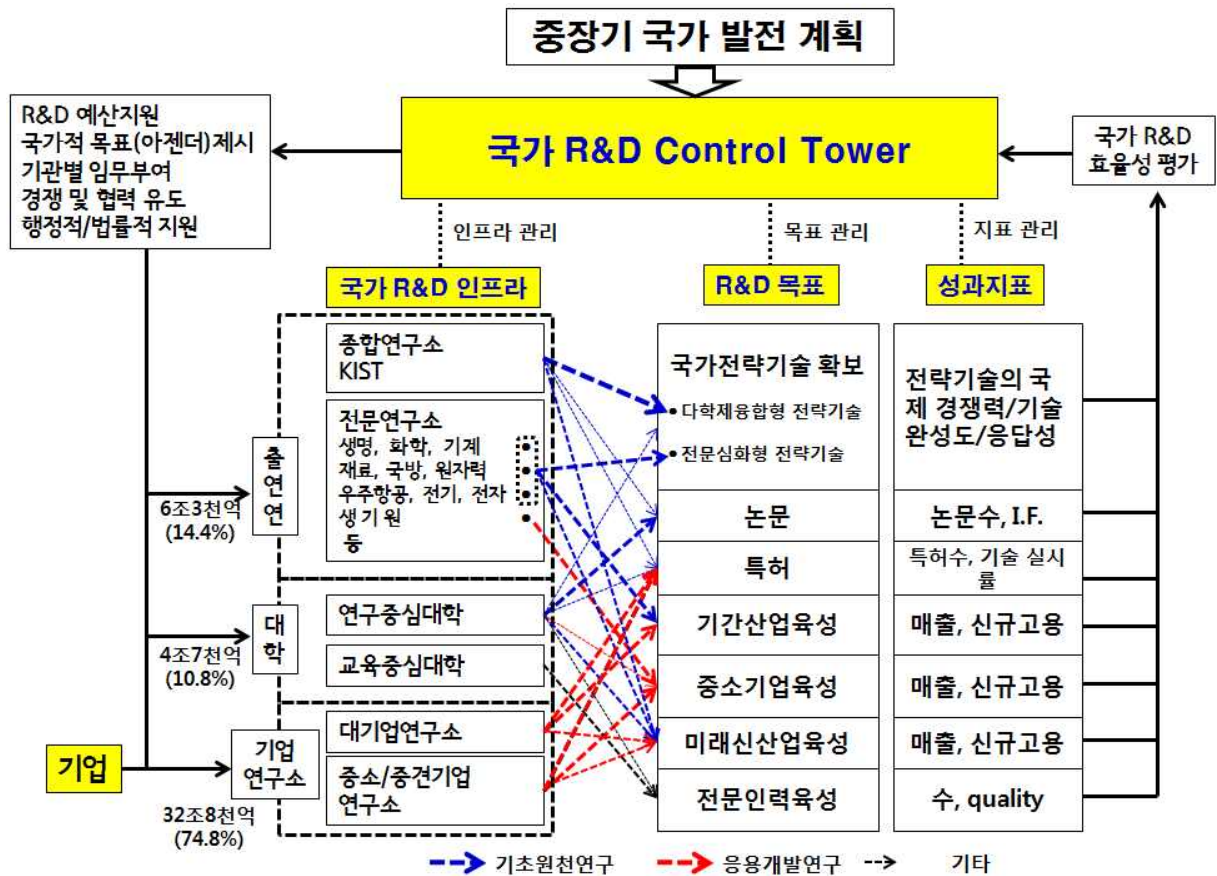 중장기 국가 발전 계획
R&D 예산지원
국가적 목표(아젠더)제시
기관별 임무부여
경쟁 및 협력 유도
행정적/법률적 지원
국가 R&D Control Tower
국가 R&D
효율성 평가
인프라 관리
목표 관리
지표 관리
국가 R&D 인프라
R&D 목표
성과지표
출
연
연
6조3천억
(14.4%)
종합연구소
KIST
전문연구소
생명, 화학, 기계
재료, 국방, 원자력
우주항공, 전기, 전자
생기원
등
대
학
4조7천억
(10.8%)
연구중심대학
교육중심대학
기업
기업
연구소
32조8천억
(74.8%)
대기업연구소
중소/중견기업
연구소
국가전략기술 확보
• 다학제융합형 전략기술
• 전문심화형 전략기술
논문
특허
기간산업육성
중소기업육성
미래신산업육성
전문인력육성
전략기술의 국
제 경쟁력/기술
완성도/응답성
논문수, I.F.
특허수, 기술 실시
률
매출, 신규고용
매출, 신규고용
매출, 신규고용
수, quality
기초원천연구
응용개발연구
기타